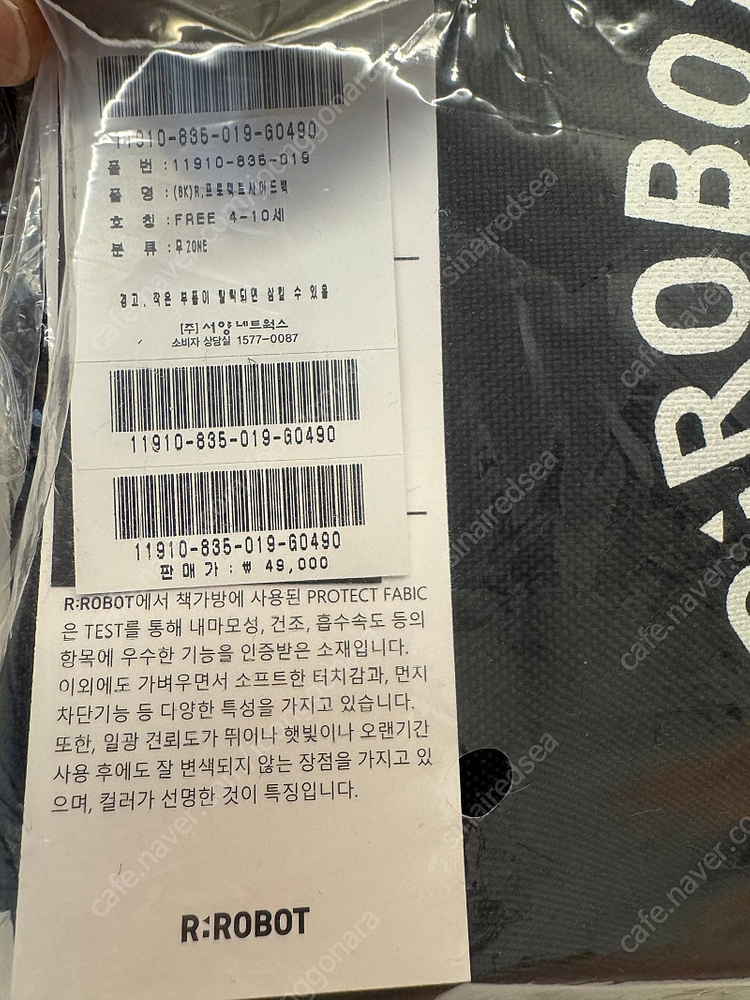 11910-835-019-G0490
품 번 : 11910-835-019
품 명 : (BK)R.프로텍트사이드백
호 칭 : FREE 4-10세
분 류 : 무ZONE
경고, 작은 부품이 탈락되면 삼킬 수 있음
[주] 서양네트웍스
소비자 상담실 1577-0087
11910-835-019-G0490
11910-835-019-G0490
판 매 가 : ₩ 49,000
R:ROBOT에서 책가방에 사용된 PROTECT FABIC
은 TEST를 통해 내마모성, 건조, 흡수속도 등의
항목에 우수한 기능을 인증받은 소재입니다.
이외에도 가벼우면서 소프트한 터치감과, 먼지
차단기능 등 다양한 특성을 가지고 있습니다.
또한, 일광 견뢰도가 뛰어나 햇빛이나 오랜기간
사용 후에도 잘 변색되지 않는 장점을 가지고 있
으며, 컬러가 선명한 것이 특징입니다.
R:ROBOT
ROBO
:ROBO
cafe.naver.com/joonggonara
sinairedsea